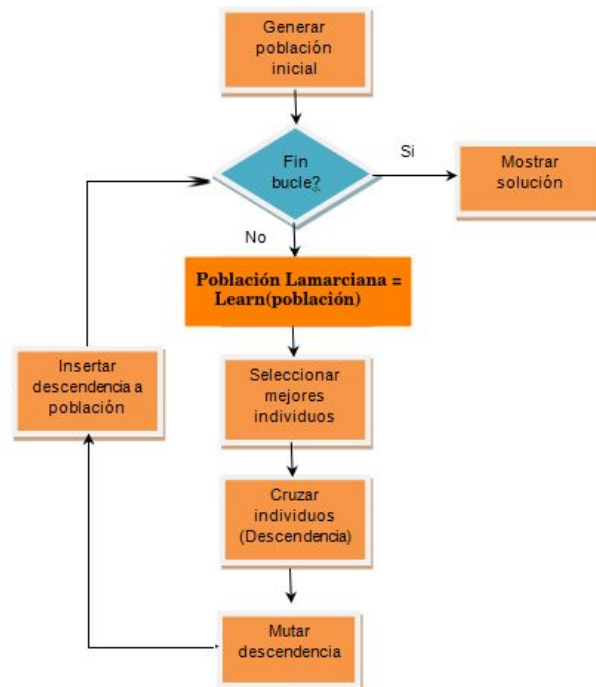 Generar
población
inicial
Fin
bucle?
Si
Mostrar
solución
No
Población Lamarciana =
Learn(población)
Seleccionar
mejores
individuos
Cruzar
individuos
(Descendencia)
Mutar
descendencia
Insertar
descendencia a
población